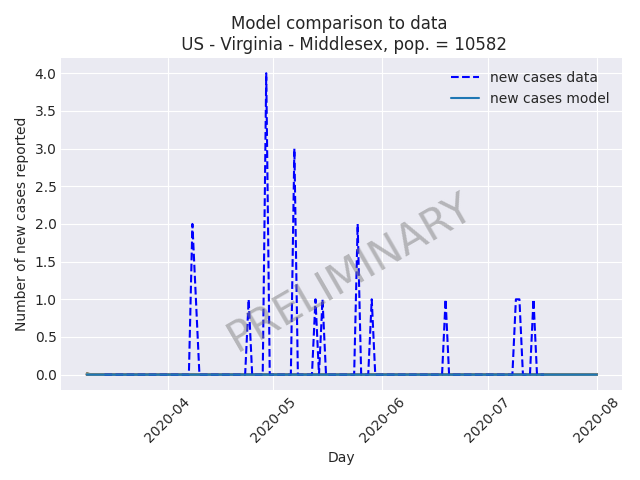 Model comparison to data
US - Virginia - Middlesex, pop. = 10582
new cases data
new cases model
Number of new cases reported
4.0
3.5
3.0
2.5
2.0
1.5
1.0
0.5
0.0
PRELIMINARY
2020-04
2020-05
2020-06
2020-07
2020-08
Day